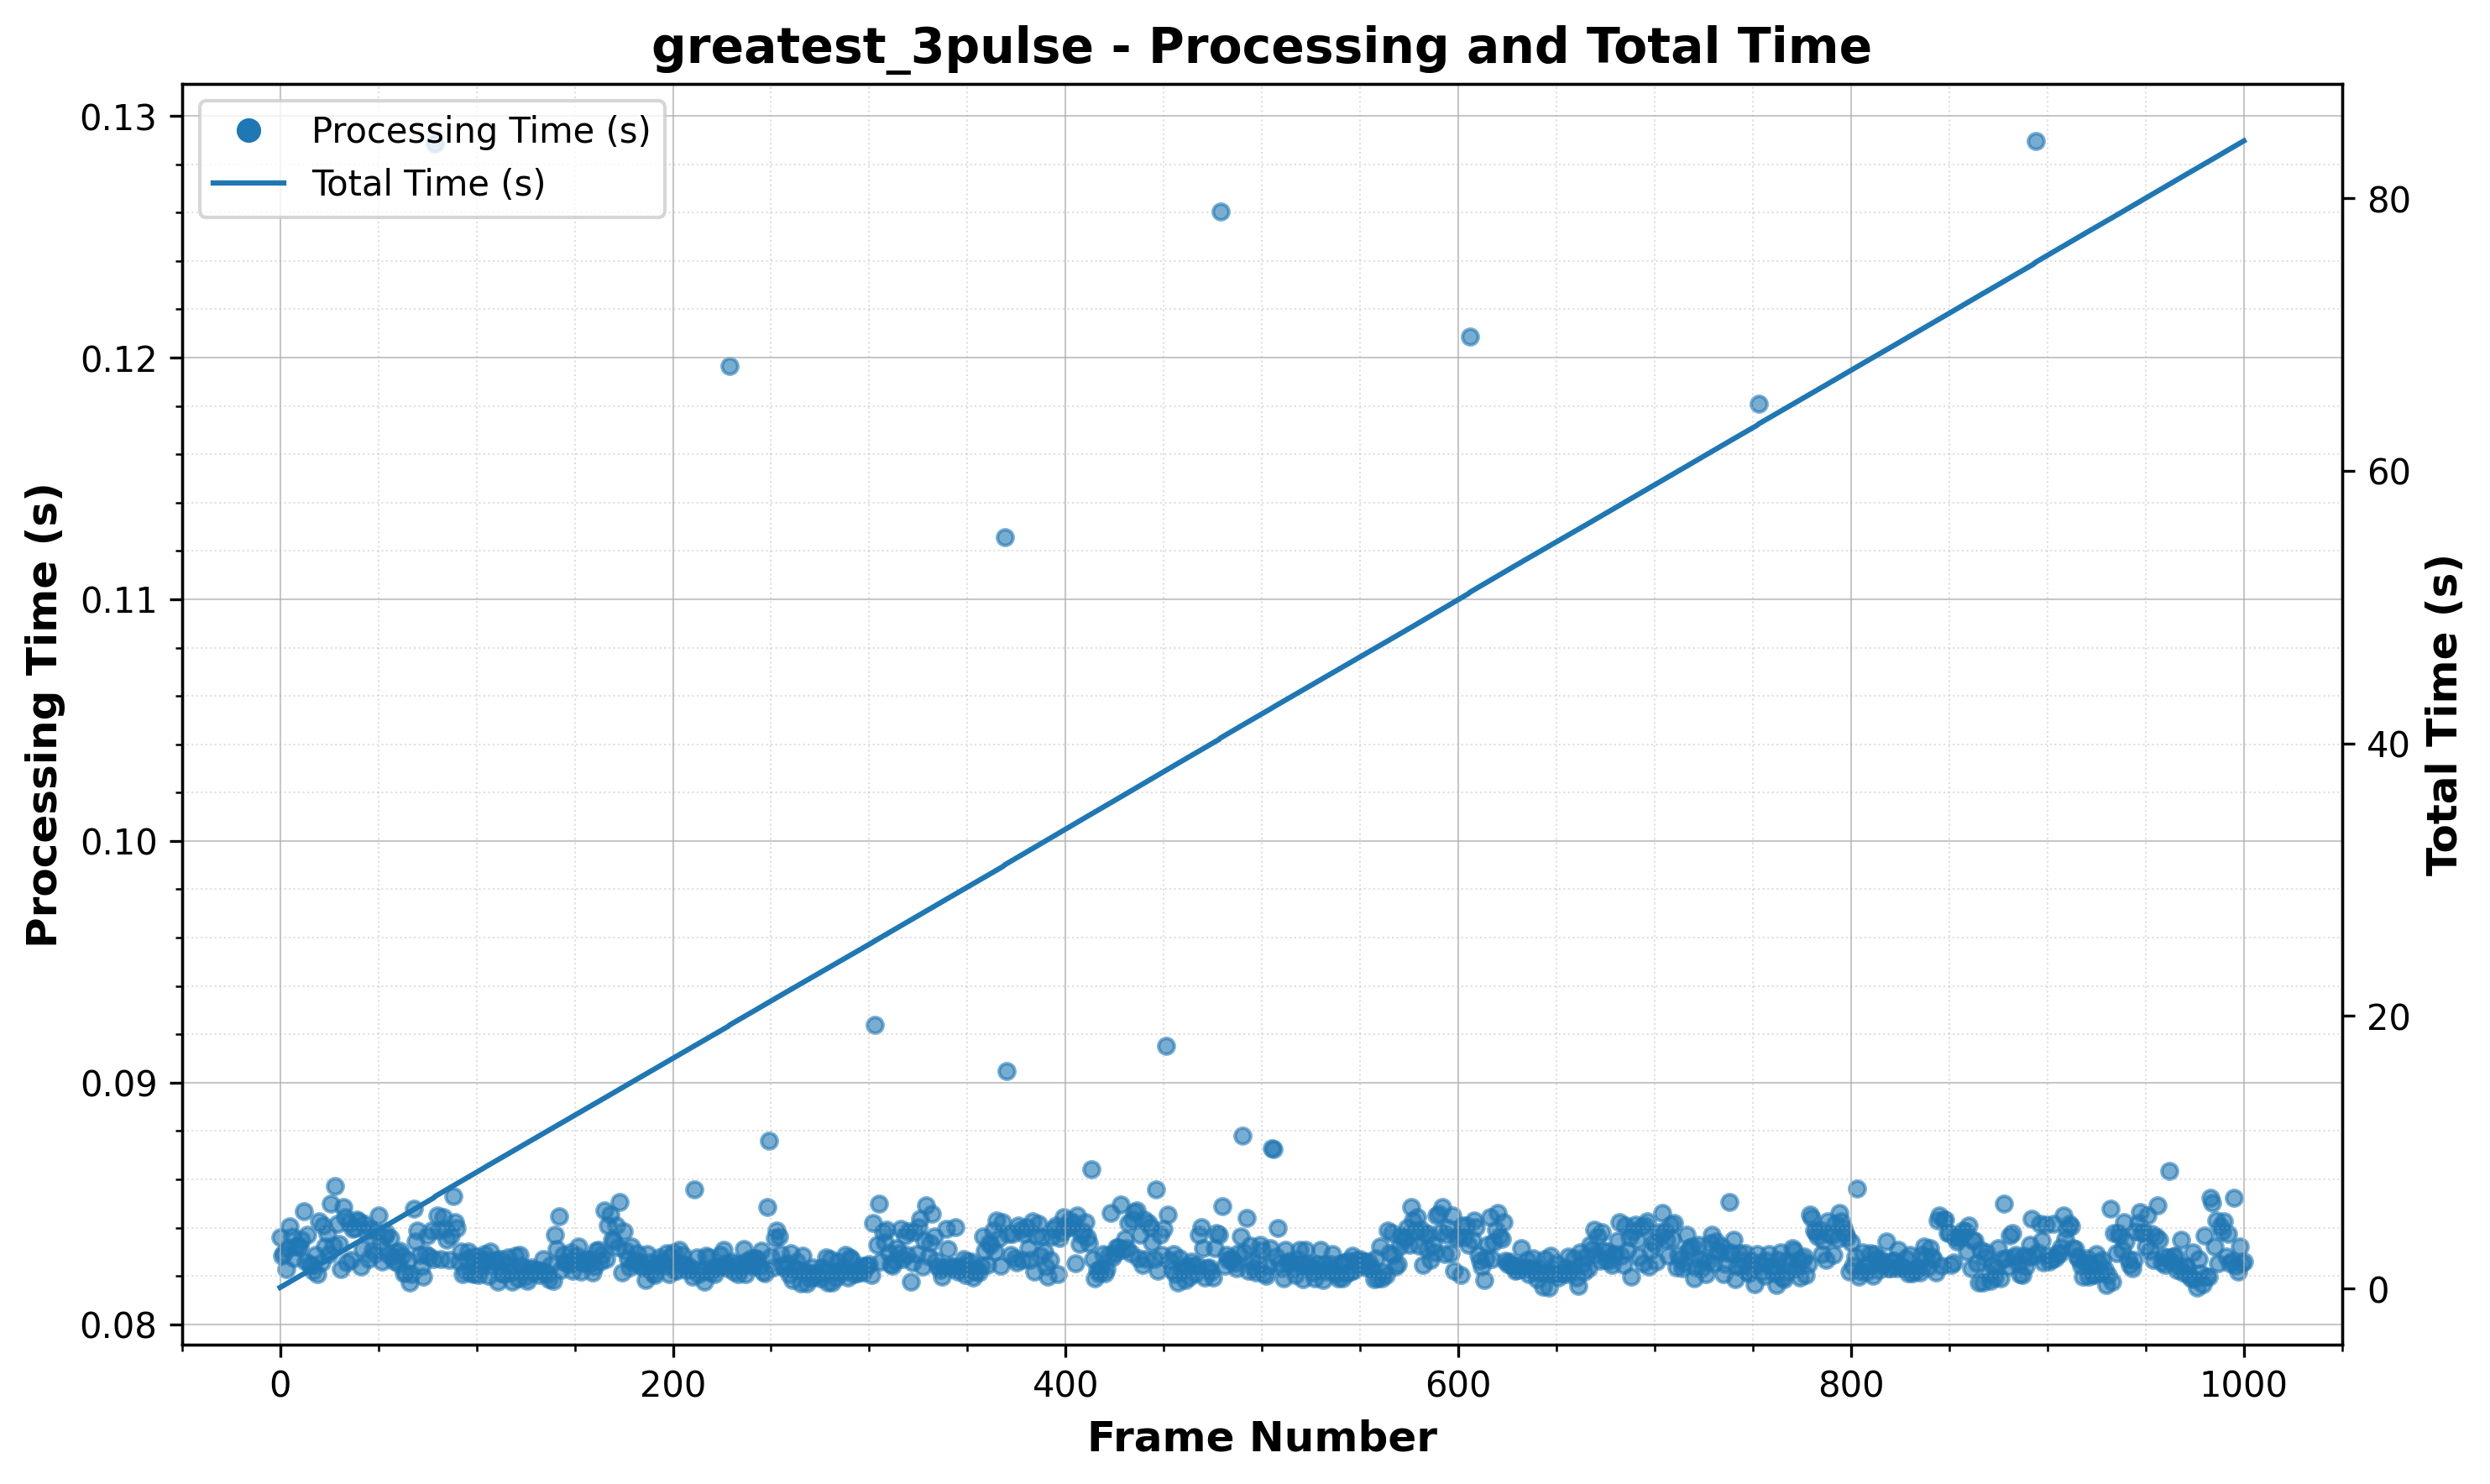 greatest_3pulse - Processing and Total Time
Processing Time (s)
Total Time (s)
0.13
0.12
0.11
0.10
0.09
0.08
Processing Time (s)
80
60
40
20
0
Total Time (s)
0
200
400
600
800
1000
Frame Number